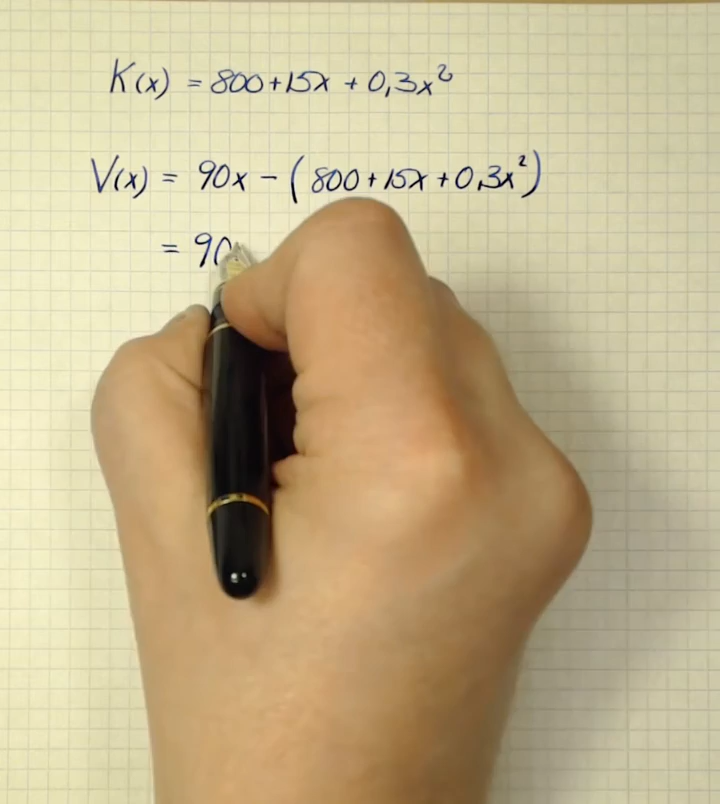 K(x) = 800+15x + 0,3x²
V(x) = 90x - (800+15x+0,3x²)
= 90